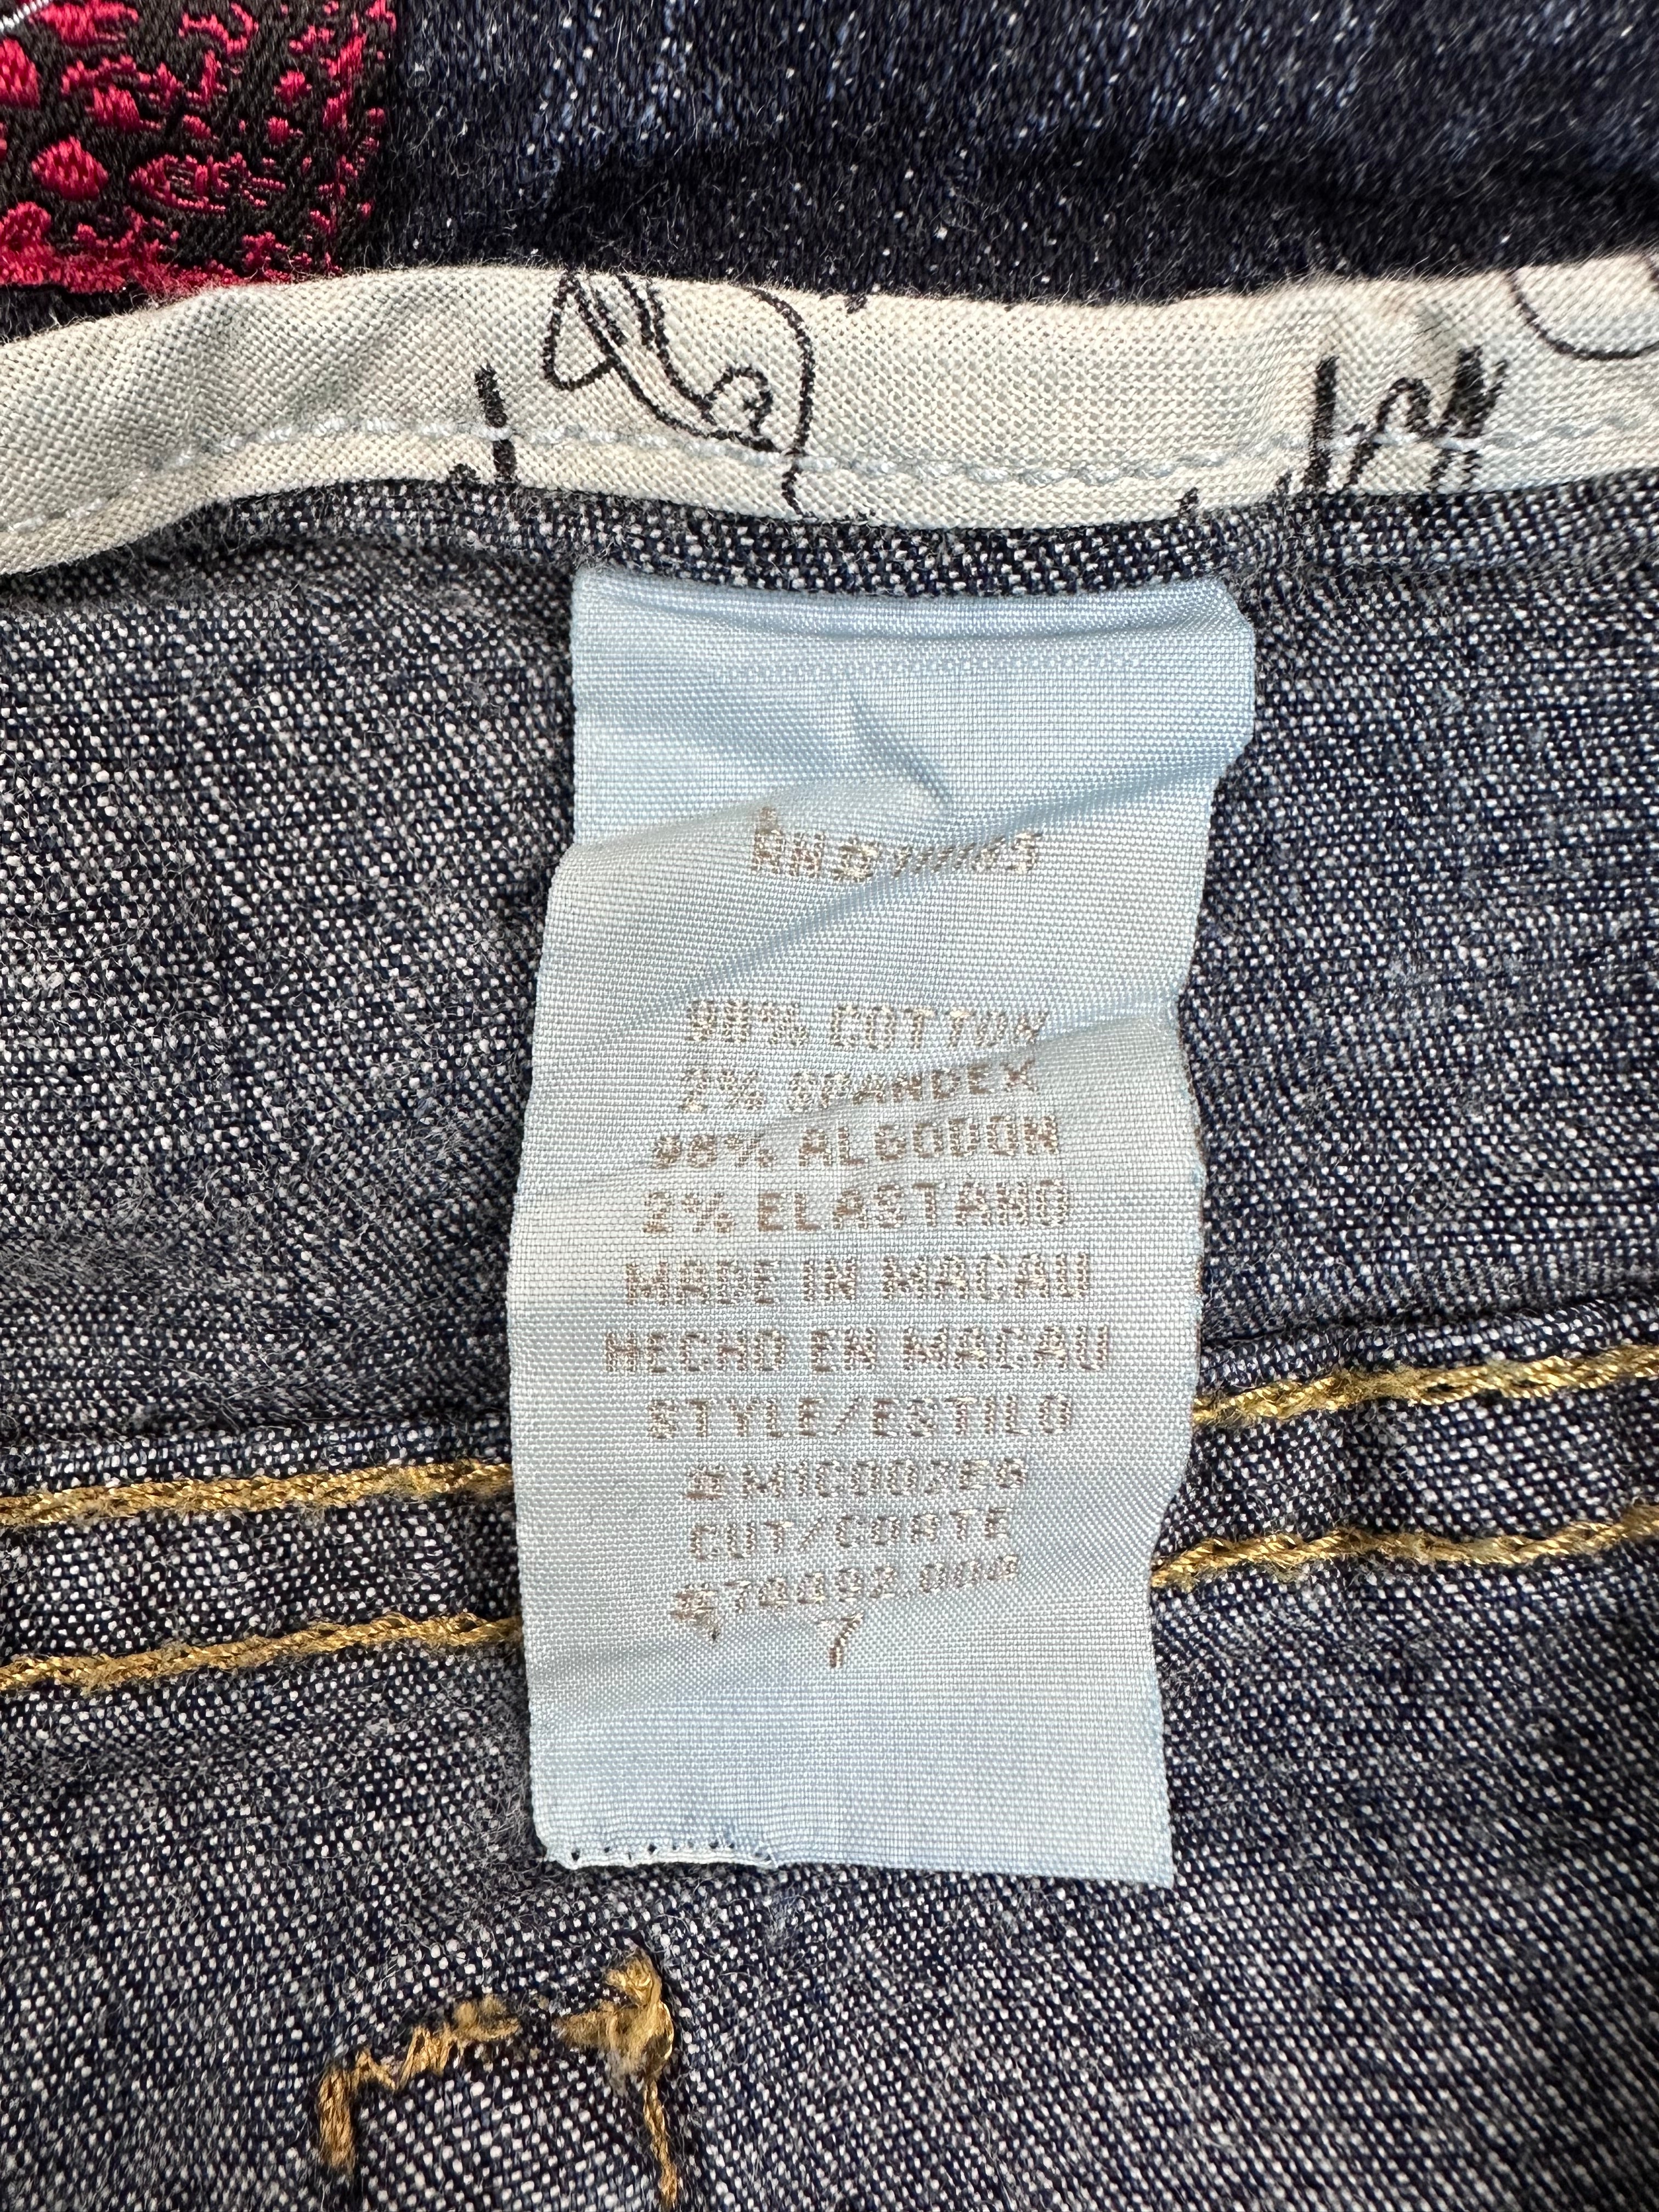 98% COTTON
2% SPANDEX
98% ALGODON
2% ELASTANO
MADE IN MACAU
HECHO EN MACAU
STYLE/ESTILO
CUT/CORTE
7